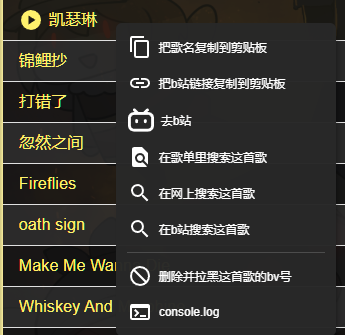 凯瑟琳
锦鲤抄
打错了
忽然之间
Fireflies
oath sign
Make Me Wa
Whiskey And
把歌名复制到剪贴板
把b站链接复制到剪贴板
去b站
在歌单里搜索这首歌
在网上搜索这首歌
在b站搜索这首歌
删除并拉黑这首歌的bv号
console.log